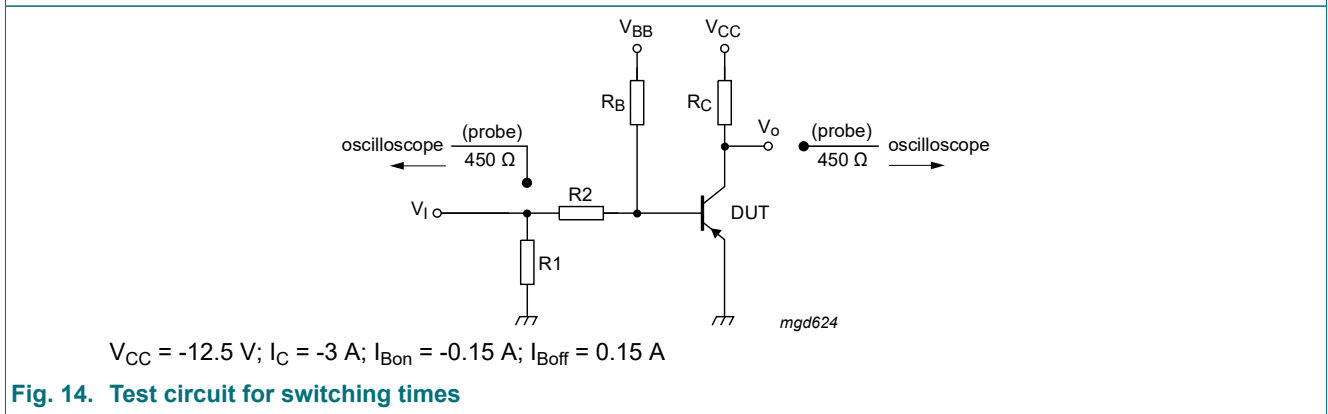 VBB VCC
RB RC
Vo
oscilloscope (probe) 450 Ω
(probe) 450 Ω oscilloscope
R2
VI
DUT
R1
mgd624
VCC = -12.5 V; IC = -3 A; IBon = -0.15 A; IBoff = 0.15 A
Fig. 14. Test circuit for switching times